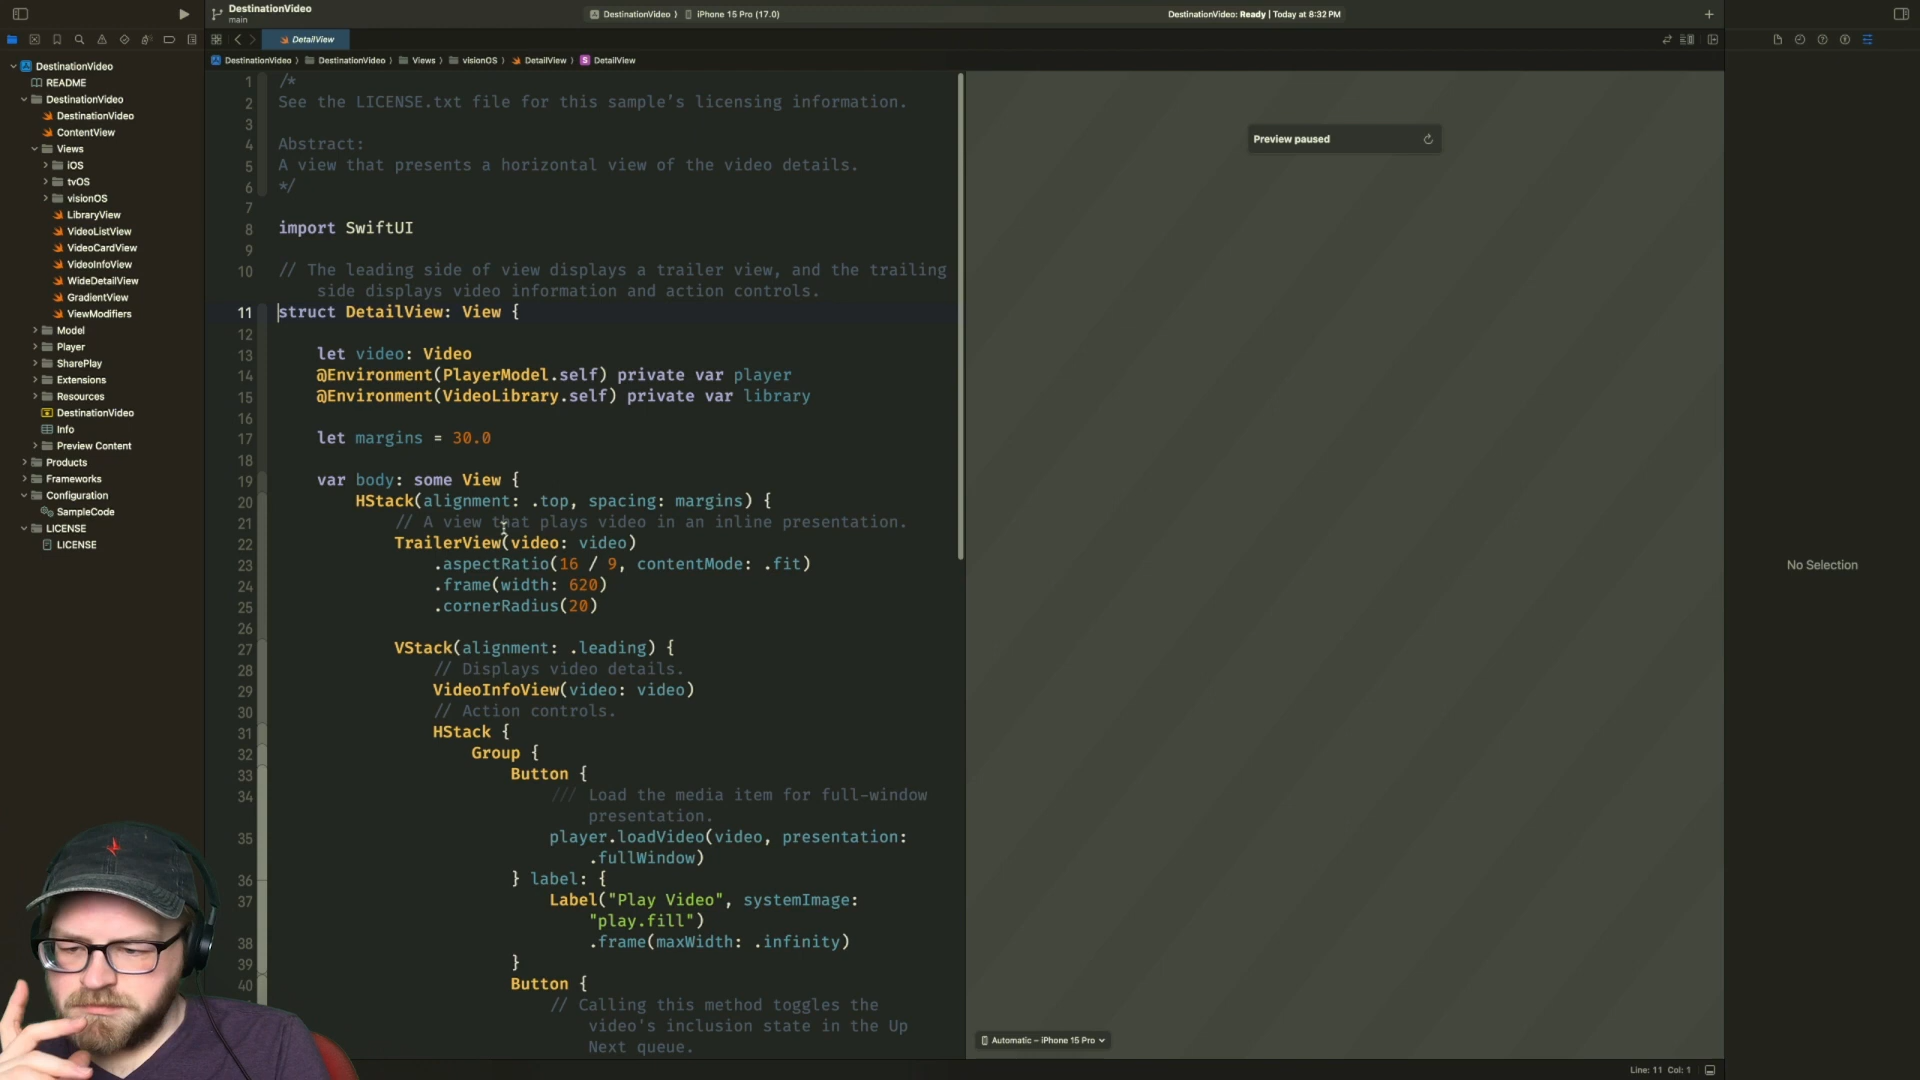 DestinationVideo
main
DestinationVideo
iPhone 15 Pro (17.0)
DestinationVideo: Ready | Today at 8:32 PM
DetailView
DestinationVideo
DestinationVideo
Views
visionOS
DetailView
S
DetailView
DestinationVideo
README
DestinationVideo
DestinationVideo
ContentView
Views
iOS
tvOS
visionOS
LibraryView
VideoListView
VideoCardView
VideoInfoView
WideDetailView
GradientView
ViewModifiers
Model
Player
SharePlay
Extensions
Resources
DestinationVideo
Info
Preview Content
Products
Frameworks
Configuration
SampleCode
LICENSE
LICENSE
1 /*
2 See the LICENSE.txt file for this sample's licensing information.
3
4 Abstract:
5 A view that presents a horizontal view of the video details.
6 */
7
8 import SwiftUI
9
10 // The leading side of view displays a trailer view, and the trailing
side displays video information and action controls.
11 struct DetailView: View {
12
13 let video: Video
14 @Environment(PlayerModel.self) private var player
15 @Environment(VideoLibrary.self) private var library
16
17 let margins = 30.0
18
19 var body: some View {
20 HStack(alignment: .top, spacing: margins) {
21 // A view that plays video in an inline presentation.
22 TrailerView(video: video)
23 .aspectRatio(16 / 9, contentMode: .fit)
24 .frame(width: 620)
25 .cornerRadius(20)
26
27 VStack(alignment: .leading) {
28 // Displays video details.
29 VideoInfoView(video: video)
30 // Action controls.
31 HStack {
32 Group {
33 Button {
34 /// Load the media item for full-window
presentation.
35 player.loadVideo(video, presentation:
.fullWindow)
36 } label: {
37 Label("Play Video", systemImage:
"play.fill")
38 .frame(maxWidth: .infinity)
39 }
40 Button {
// Calling this method toggles the
video's inclusion state in the Up
Next queue.
Preview paused
No Selection
Automatic – iPhone 15 Pro
Line: 11 Col: 1